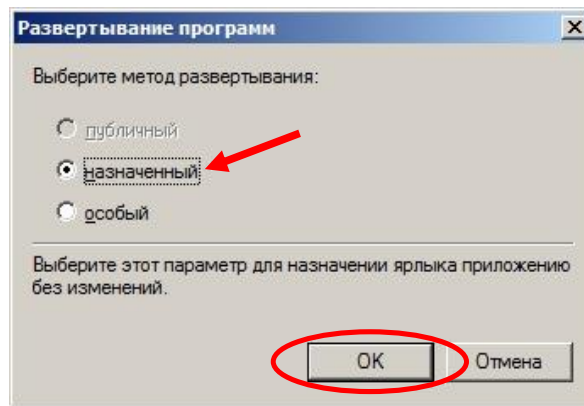 Развертывание программ
Выберите метод развертывания:
публичный
назначенный
особый
Выберите этот параметр для назначении ярлыка приложению
без изменений.
OK
Отмена